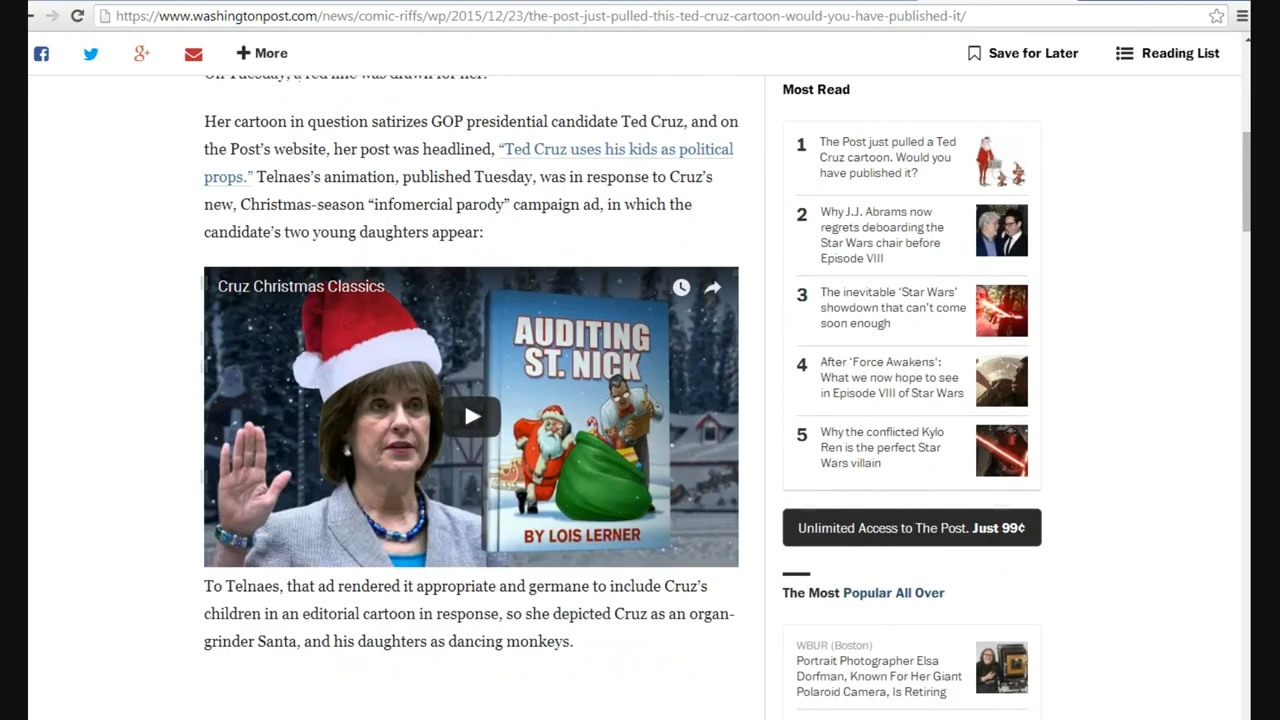 https://www.washingtonpost.com/news/comic-riffs/wp/2015/12/23/the-post-just-pulled-this-ted-cruz-cartoon-would-you-have-published-it/
+ More
Save for Later
Reading List
On Tuesday, a red line was drawn for her.
Her cartoon in question satirizes GOP presidential candidate Ted Cruz, and on
the Post’s website, her post was headlined, “Ted Cruz uses his kids as political
props.” Telnaes’s animation, published Tuesday, was in response to Cruz’s
new, Christmas-season “infomercial parody” campaign ad, in which the
candidate’s two young daughters appear:
Cruz Christmas Classics
AUDITING
ST. NICK
BY LOIS LERNER
To Telnaes, that ad rendered it appropriate and germane to include Cruz’s
children in an editorial cartoon in response, so she depicted Cruz as an organ-
grinder Santa, and his daughters as dancing monkeys.
Most Read
1 The Post just pulled a Ted
Cruz cartoon. Would you
have published it?
2 Why J.J. Abrams now
regrets deboarding the
Star Wars chair before
Episode VIII
3 The inevitable ‘Star Wars’
showdown that can’t come
soon enough
4 After ‘Force Awakens’:
What we now hope to see
in Episode VIII of Star Wars
5 Why the conflicted Kylo
Ren is the perfect Star
Wars villain
Unlimited Access to The Post. Just 99¢
The Most Popular All Over
WBUR (Boston)
Portrait Photographer Elsa
Dorfman, Known For Her Giant
Polaroid Camera, Is Retiring